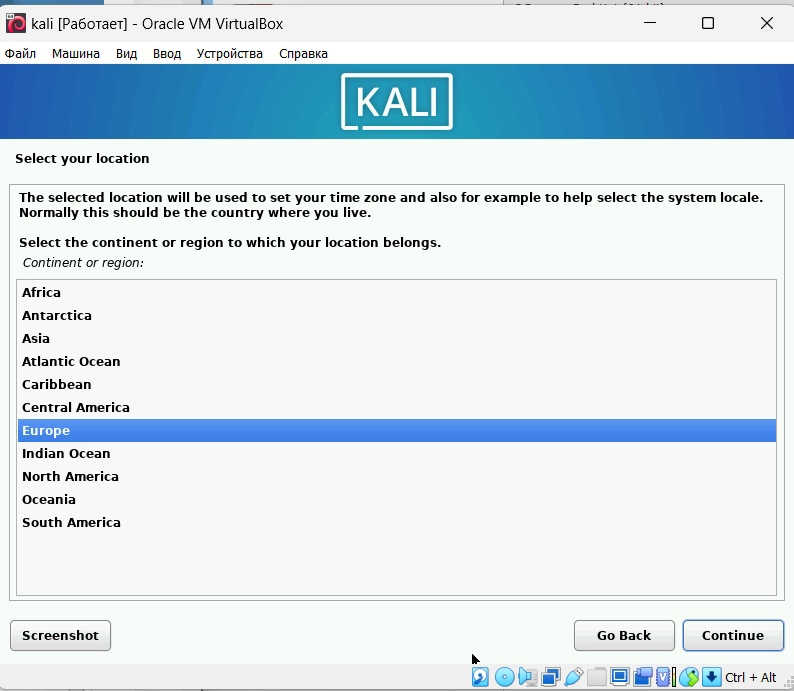 kali [Работает] - Oracle VM VirtualBox
Файл Машина Вид Ввод Устройства Справка
KALI
Select your location
The selected location will be used to set your time zone and also for example to help select the system locale.
Normally this should be the country where you live.
Select the continent or region to which your location belongs.
Continent or region:
Africa
Antarctica
Asia
Atlantic Ocean
Caribbean
Central America
Europe
Indian Ocean
North America
Oceania
South America
Screenshot Go Back Continue
Ctrl + Alt